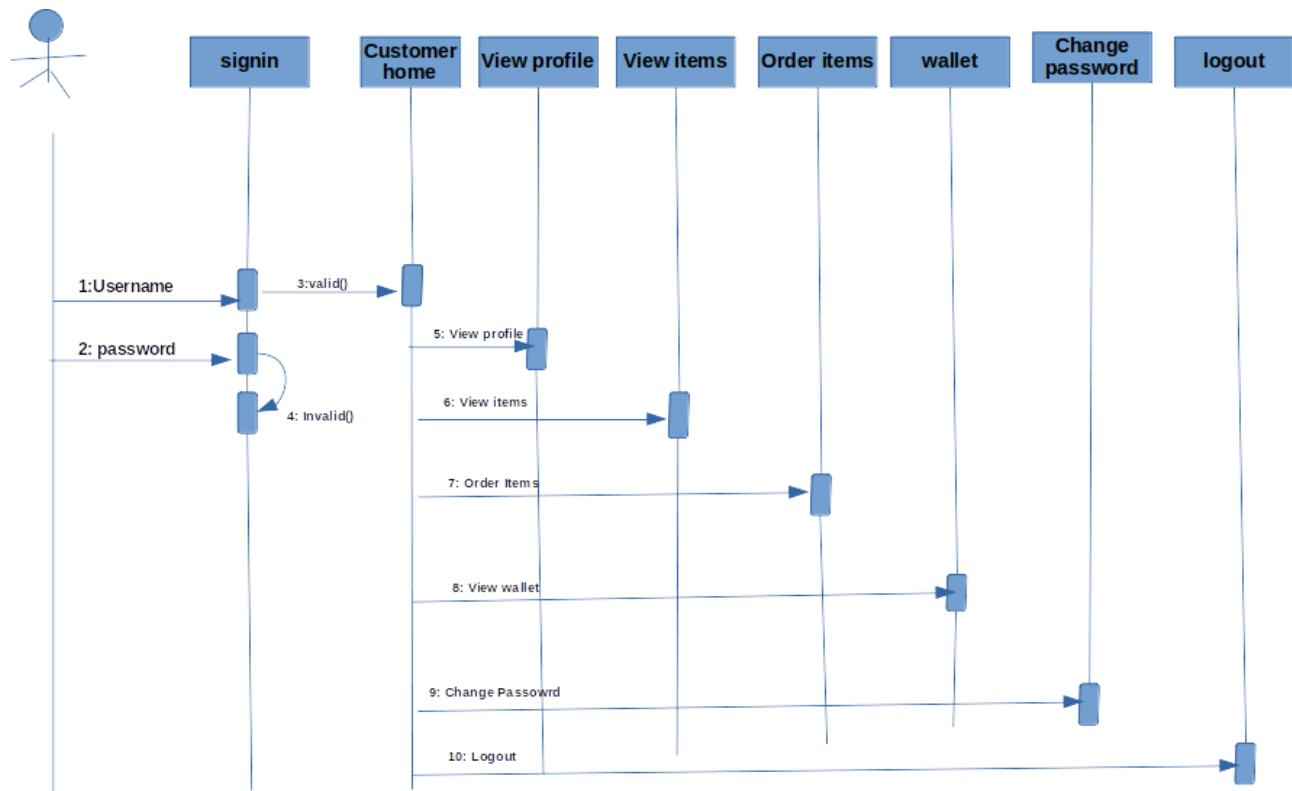 signin
Customer
home
View profile
View items
Order items
wallet
Change
password
logout
1:Username
3:valid()
5: View profile
2: password
4: Invalid()
6: View items
7: Order Items
8: View wallet
9: Change Passowrd
10: Logout